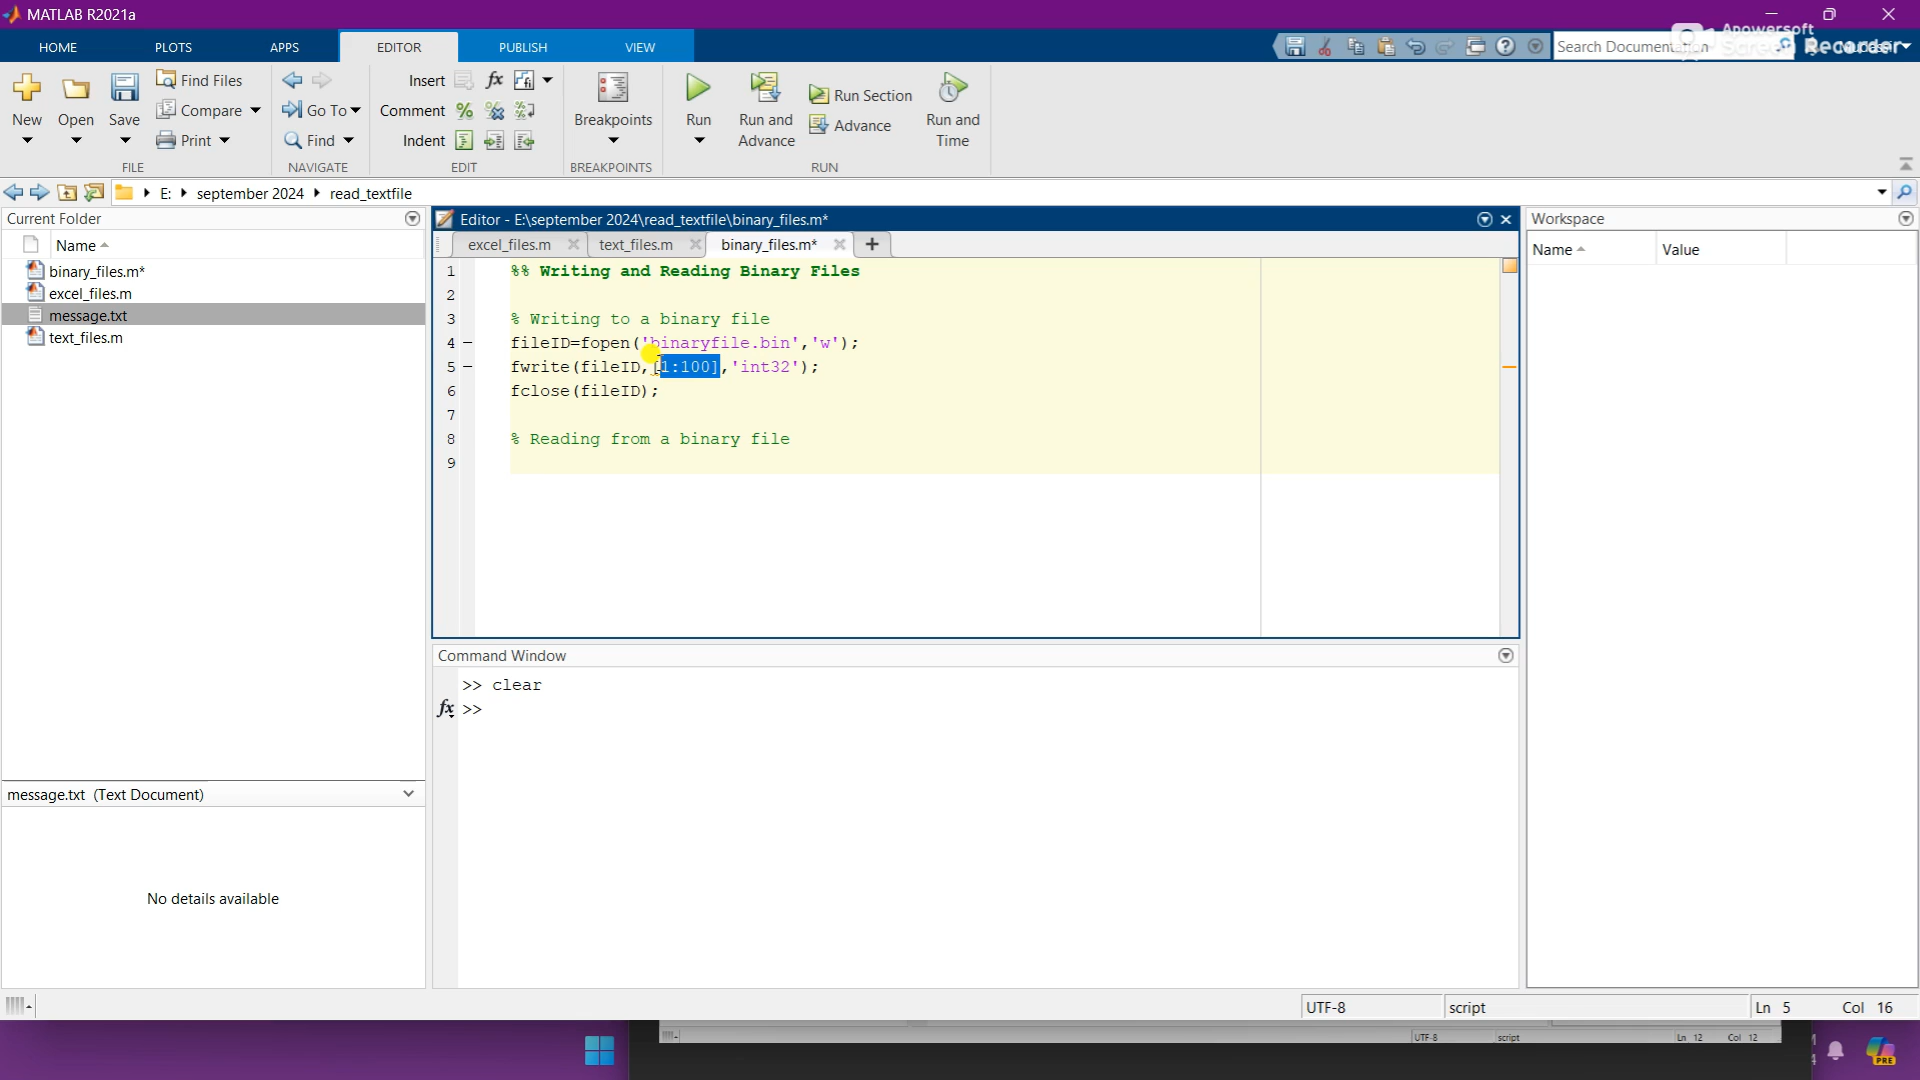 MATLAB R2021a
HOME PLOTS APPS EDITOR PUBLISH VIEW
Search Documentation
Apowersoft
Screen Recorder
New
Open
Save
Find Files
Compare
Print
FILE
Go To
Find
NAVIGATE
Insert
Comment
Indent
EDIT
Breakpoints
BREAKPOINTS
Run
Run and Advance
Run Section
Advance
Run and Time
RUN
E: september 2024 read_textfile
Current Folder
Name
binary_files.m*
excel_files.m
message.txt
text_files.m
message.txt (Text Document)
No details available
Editor - E:\september 2024\read_textfile\binary_files.m*
excel_files.m text_files.m binary_files.m*
1 %% Writing and Reading Binary Files
2
3 % Writing to a binary file
4 fileID=fopen('binaryfile.bin','w');
5 fwrite(fileID,[1:100],'int32');
6 fclose(fileID);
7
8 % Reading from a binary file
9
Command Window
>> clear
fx >>
Workspace
Name Value
UTF-8 script Ln 5 Col 16
UTF-8 script Ln 12 Col 12
PRE